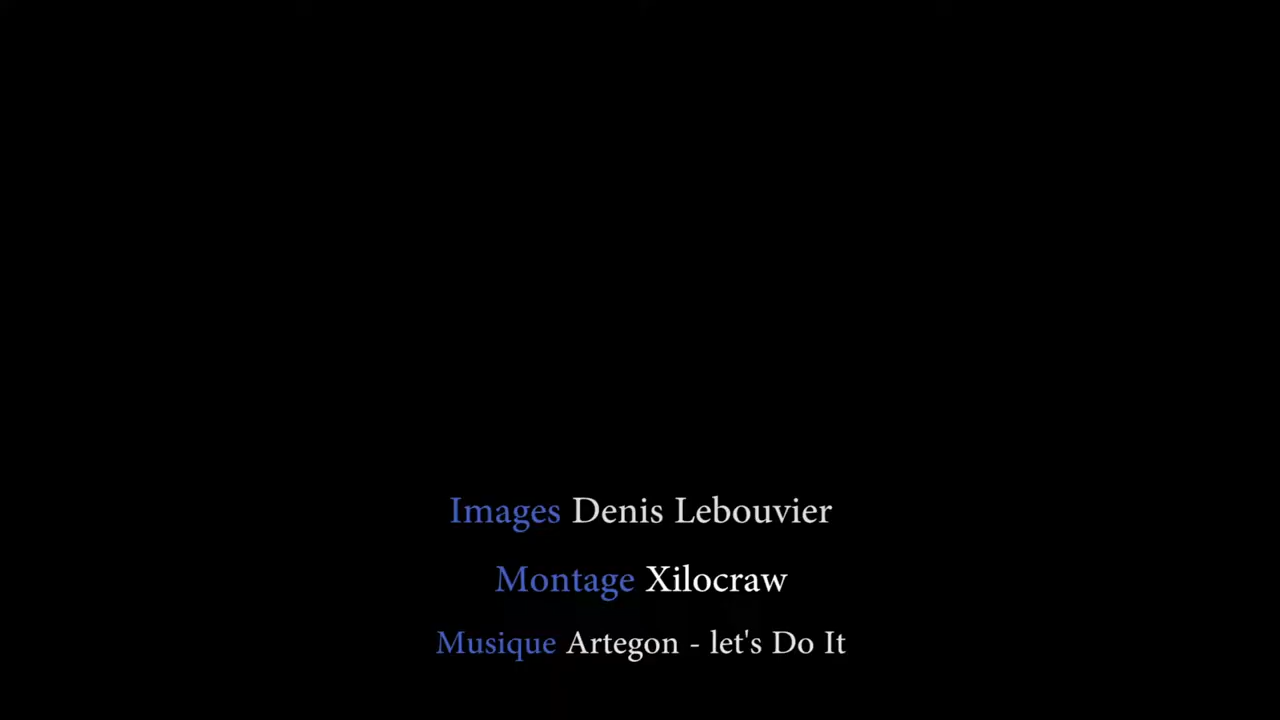 Images Denis Lebouvier
Montage Xilocraw
Musique Artegon - let's Do It